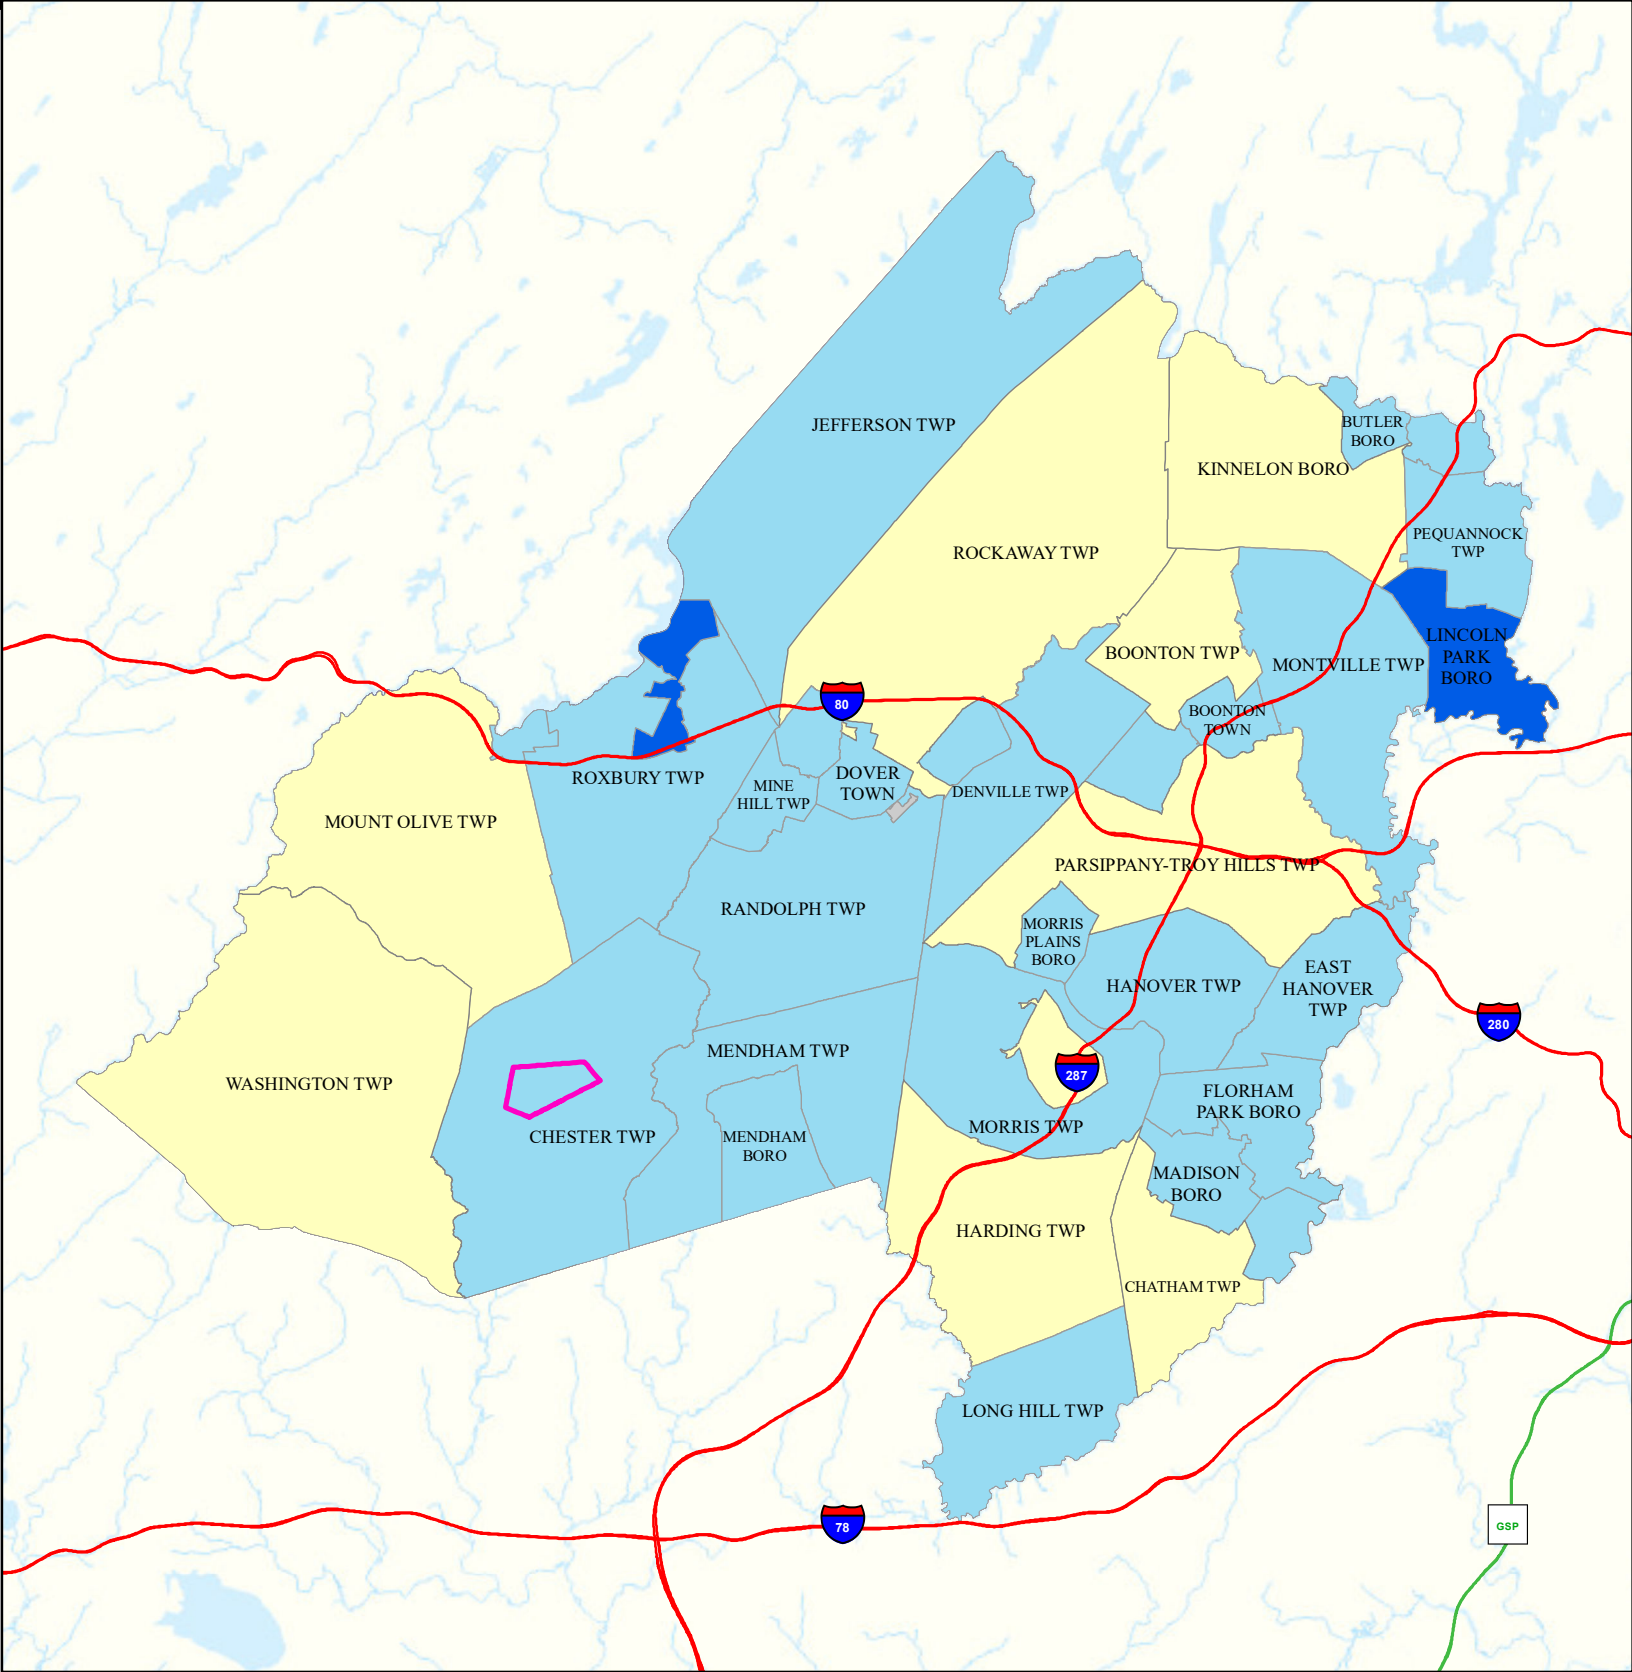 JEFFERSON TWP
BUTLER
BORO
KINNELON BORO
PEQUANNOCK
TWP
ROCKAWAY TWP
LINCOLN
PARK
BORO
BOONTON TWP
MONTVILLE TWP
80
BOONTON
TOWN
ROXBURY TWP
MINE
HILL TWP
DOVER
TOWN
DENVILLE TWP
MOUNT OLIVE TWP
PARSIPPANY-TROY HILLS TWP
RANDOLPH TWP
MORRIS
PLAINS
BORO
EAST
HANOVER
TWP
HANOVER TWP
280
MENDHAM TWP
287
WASHINGTON TWP
FLORHAM
PARK BORO
CHESTER TWP
MENDHAM
BORO
MORRIS TWP
MADISON
BORO
HARDING TWP
CHATHAM TWP
LONG HILL TWP
78
GSP